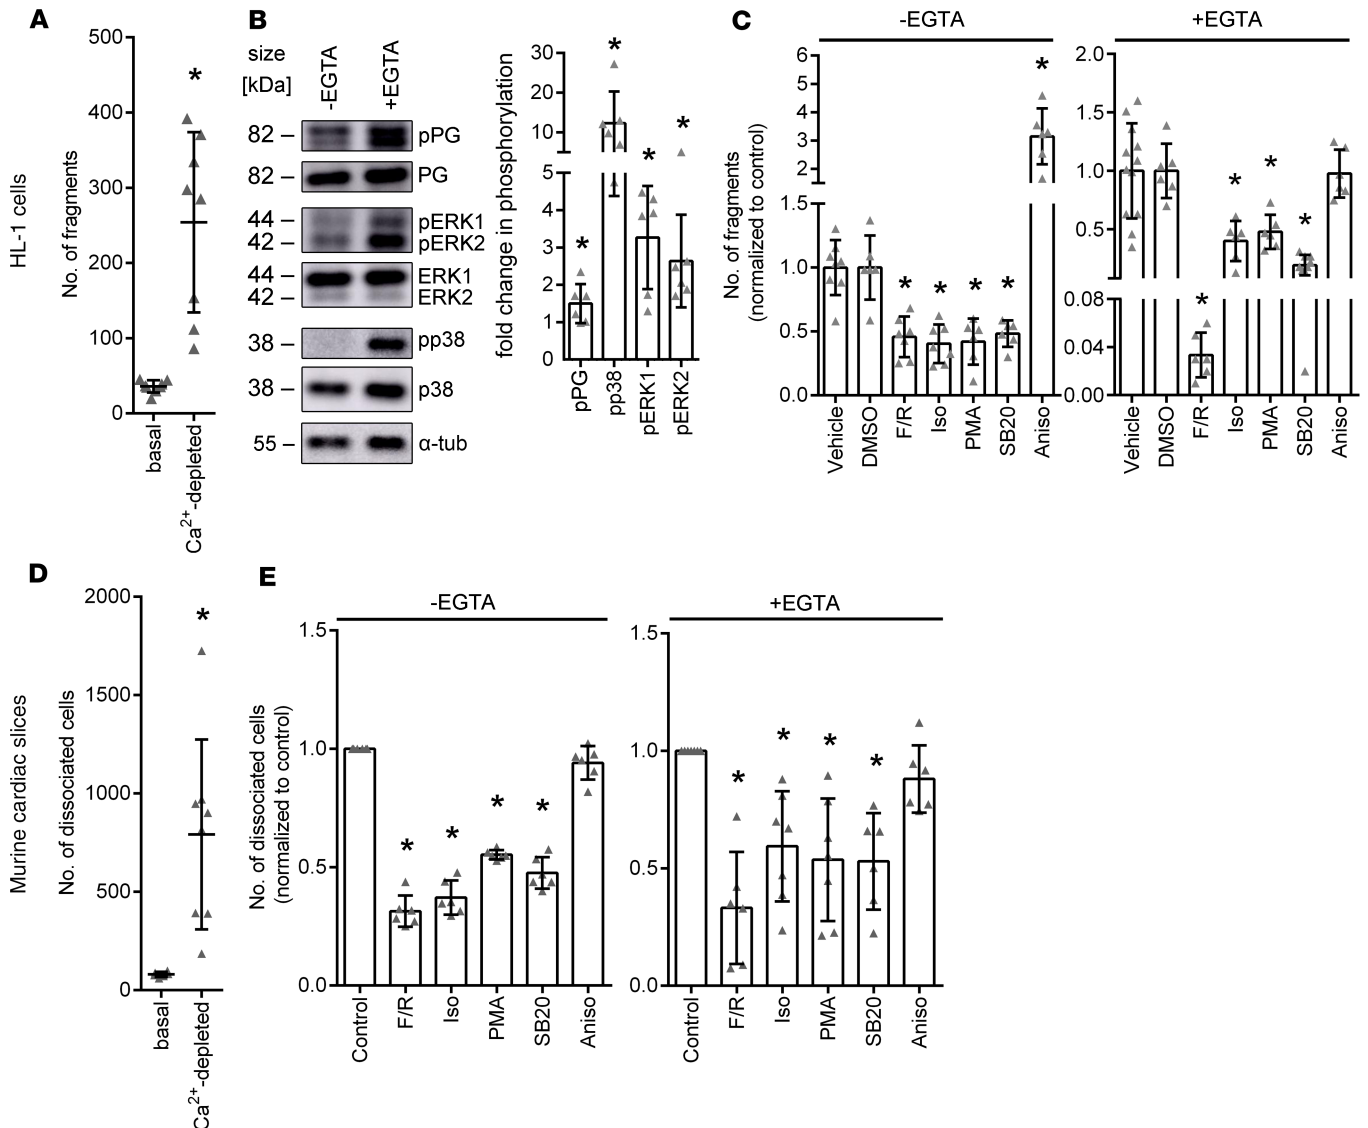 A
HL-1 cells
No. of fragments
500
400
300
200
100
0
*
basal
Ca2+-depleted
B
size
[kDa]
-EGTA
+EGTA
82 – pPG
82 – PG
44 – pERK1
42 – pERK2
44 – ERK1
42 – ERK2
38 – pp38
38 – p38
55 – α-tub
fold change in phosphorylation
30
20
10
5
4
3
2
1
0
* * * *
pPG
pp38
pERK1
pERK2
C
-EGTA
No. of fragments
(normalized to control)
6
5
4
3
2
1.5
1.0
0.5
0.0
* * * * *
Vehicle
DMSO
F/R
Iso
PMA
SB20
Aniso
+EGTA
2.0
1.5
1.0
0.5
0.08
0.04
0.00
* * * *
Vehicle
DMSO
F/R
Iso
PMA
SB20
Aniso
D
Murine cardiac slices
No. of dissociated cells
2000
1500
1000
500
0
*
basal
Ca2+-depleted
E
-EGTA
No. of dissociated cells
(normalized to control)
1.5
1.0
0.5
0.0
* * * *
Control
F/R
Iso
PMA
SB20
Aniso
+EGTA
1.5
1.0
0.5
0.0
* * * *
Control
F/R
Iso
PMA
SB20
Aniso